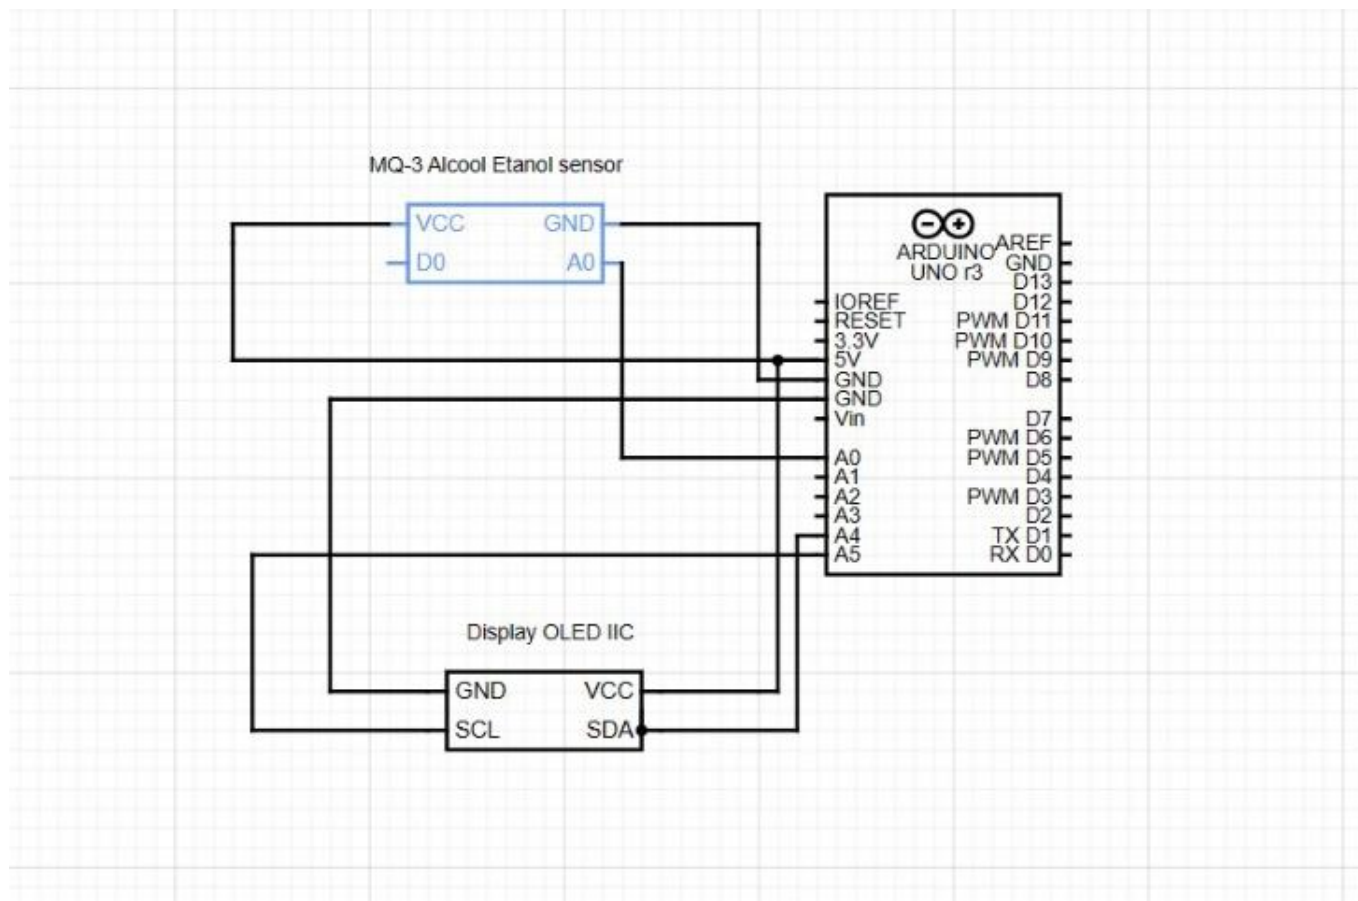 MQ-3 Alcool Etanol sensor
VCC GND
D0 A0
ARDUINO
UNO r3
AREF
GND
D13
IOREF D12
RESET PWM D11
3.3V PWM D10
5V PWM D9
GND D8
GND
Vin D7
PWM D6
A0 PWM D5
A1 D4
A2 PWM D3
A3 D2
A4 TX D1
A5 RX D0
Display OLED IIC
GND VCC
SCL SDA